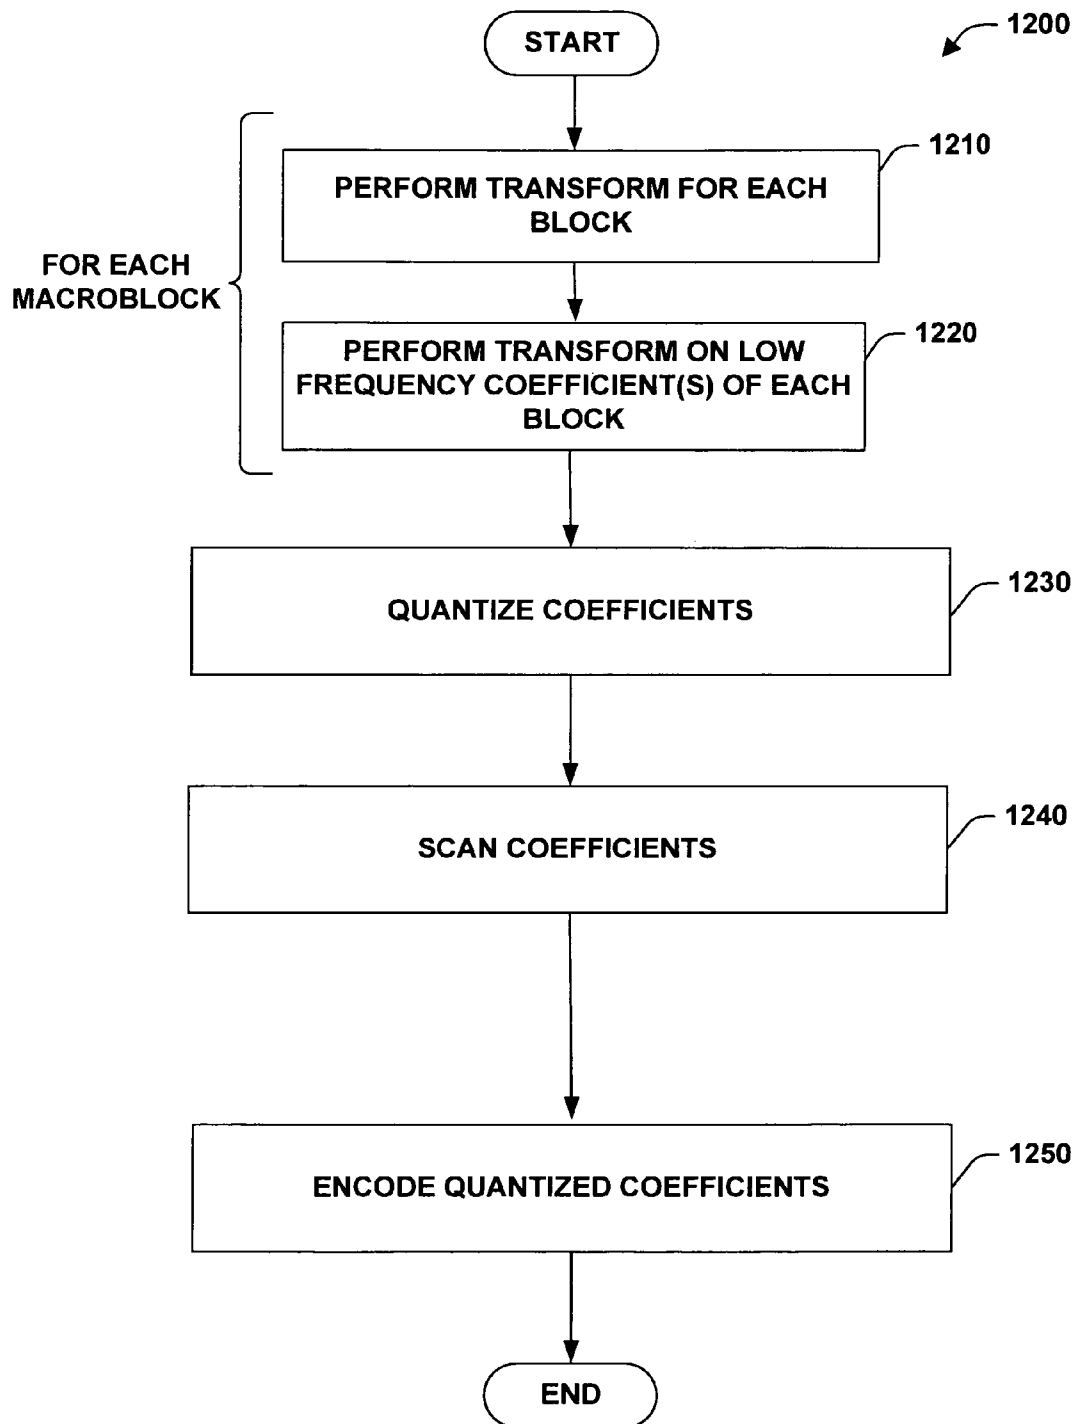 START
1200
1210
PERFORM TRANSFORM FOR EACH
BLOCK
FOR EACH
MACROBLOCK
1220
PERFORM TRANSFORM ON LOW
FREQUENCY COEFFICIENT(S) OF EACH
BLOCK
1230
QUANTIZE COEFFICIENTS
1240
SCAN COEFFICIENTS
1250
ENCODE QUANTIZED COEFFICIENTS
END